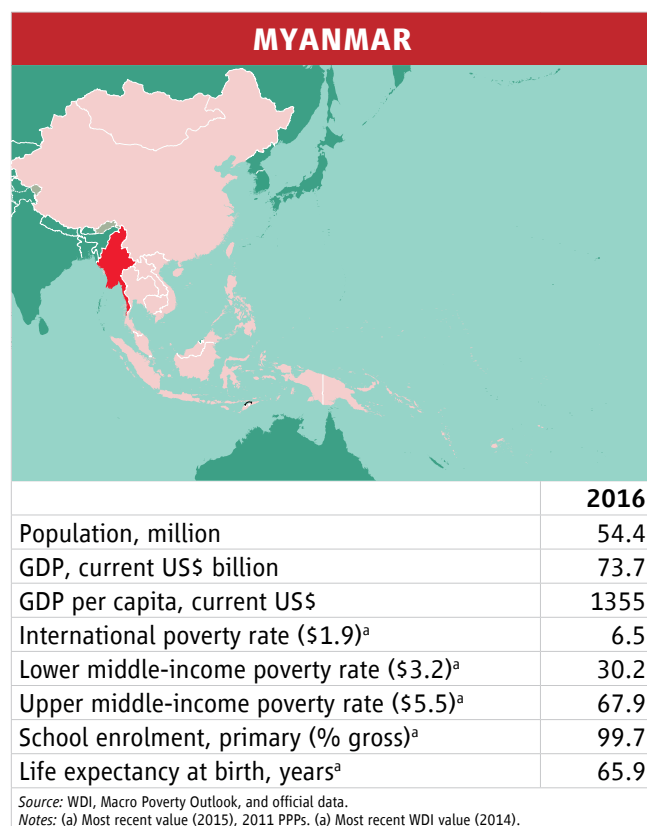 MYANMAR
2016
Population, million 54.4
GDP, current US$ billion 73.7
GDP per capita, current US$ 1355
International poverty rate ($1.9)ᵃ 6.5
Lower middle-income poverty rate ($3.2)ᵃ 30.2
Upper middle-income poverty rate ($5.5)ᵃ 67.9
School enrolment, primary (% gross)ᵃ 99.7
Life expectancy at birth, yearsᵃ 65.9
Source: WDI, Macro Poverty Outlook, and official data.
Notes: (a) Most recent value (2015), 2011 PPPs. (a) Most recent WDI value (2014).